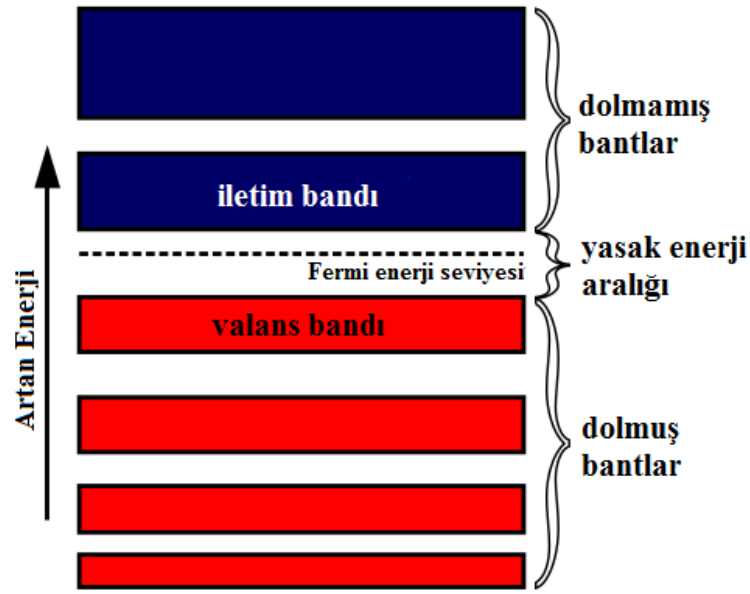 dolmamış
bantlar
iletim bandı
yasak enerji
aralığı
Fermi enerji seviyesi
valans bandı
Artan Enerji
dolmuş
bantlar